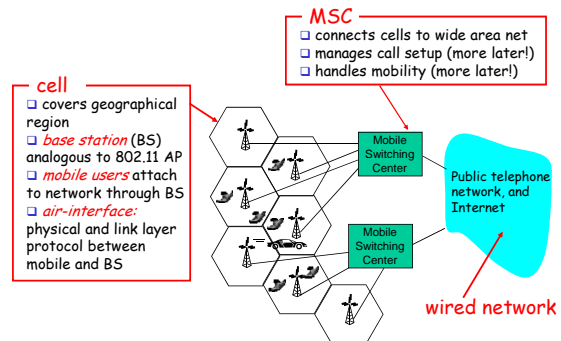 MSC
❑ connects cells to wide area net
❑ manages call setup (more later!)
❑ handles mobility (more later!)
cell
❑ covers geographical
region
❑ base station (BS)
analogous to 802.11 AP
❑ mobile users attach
to network through BS
❑ air-interface:
physical and link layer
protocol between
mobile and BS
Mobile
Switching
Center
Public telephone
network, and
Internet
Mobile
Switching
Center
wired network